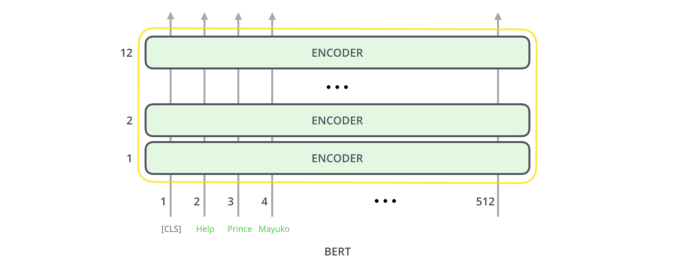 12 ENCODER
...
2 ENCODER
1 ENCODER
1 2 3 4 ... 512
[CLS] Help Prince Mayuko
BERT